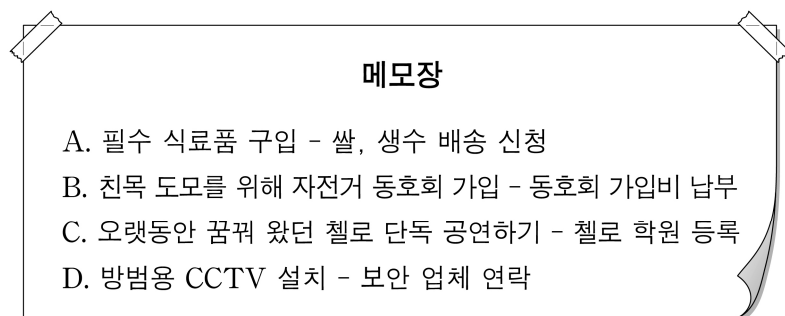 메모장
A. 필수 식료품 구입 - 쌀, 생수 배송 신청
B. 친목 도모를 위해 자전거 동호회 가입 - 동호회 가입비 납부
C. 오랫동안 꿈꿔 왔던 첼로 단독 공연하기 - 첼로 학원 등록
D. 방범용 CCTV 설치 - 보안 업체 연락